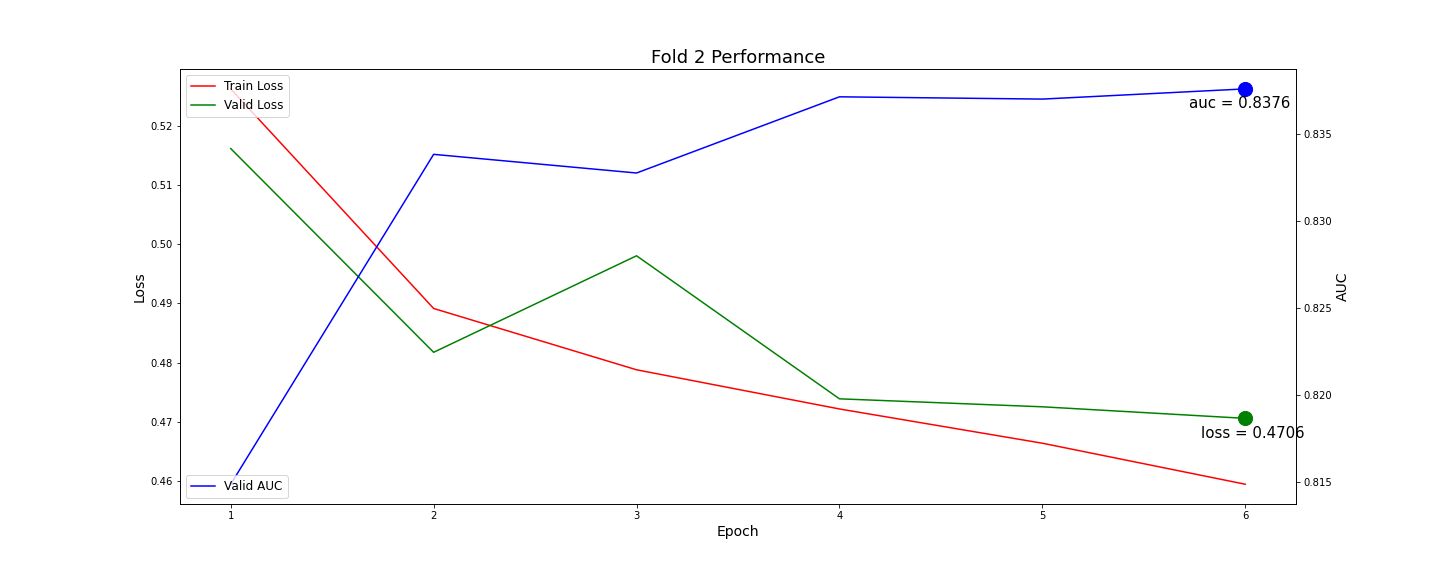 Fold 2 Performance
Train Loss
Valid Loss
auc = 0.8376
0.52
0.51
0.50
0.49
0.48
0.47
0.46
Loss
0.835
0.830
0.825
0.820
0.815
AUC
loss = 0.4706
Valid AUC
1 2 3 4 5 6
Epoch